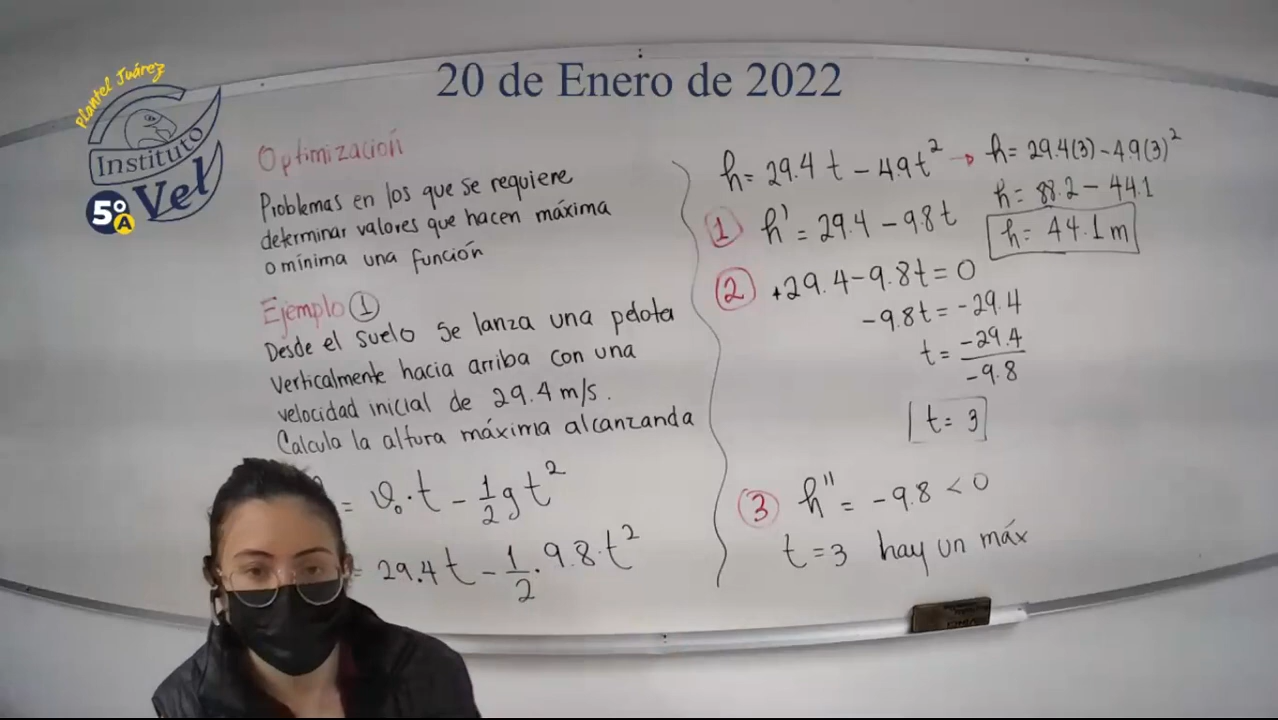 20 de Enero de 2022
Plantel Juárez
Instituto
Vel
5º A
Optimización
Problemas en los que se requiere
determinar valores que hacen máxima
o mínima una función
Ejemplo 1
Desde el suelo se lanza una pelota
verticalmente hacia arriba con una
velocidad inicial de 29.4 m/s.
Calcula la altura máxima alcanzanda
= v₀·t - 1/2 g t²
= 29.4t - 1/2 · 9.8·t²
h = 29.4 t - 4.9 t² → h = 29.4(3) - 4.9(3)²
h = 88.2 - 44.1
h = 44.1 m
1 h' = 29.4 - 9.8t
2 +29.4 - 9.8t = 0
-9.8t = -29.4
t = -29.4/-9.8
t = 3
3 h'' = -9.8 < 0
t = 3 hay un máx